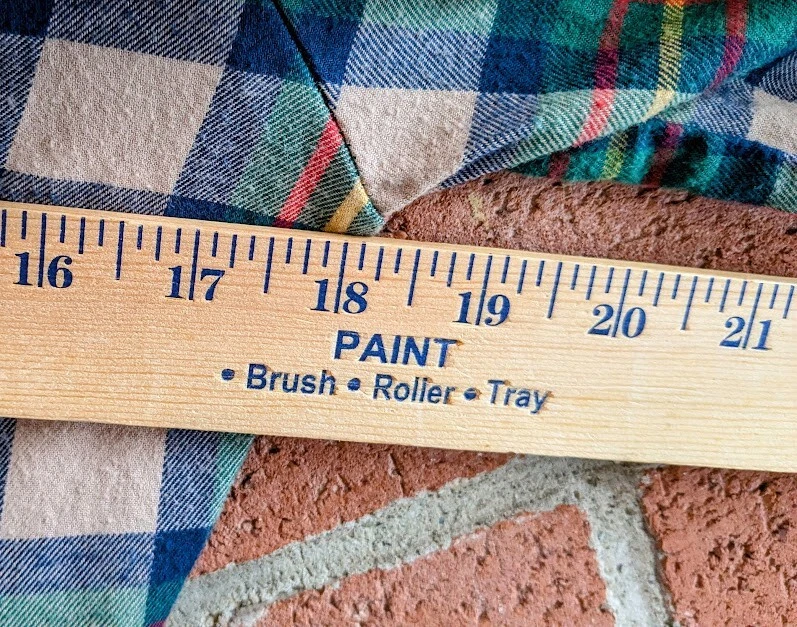 16 17 18 19 20 21
PAINT
• Brush • Roller • Tray